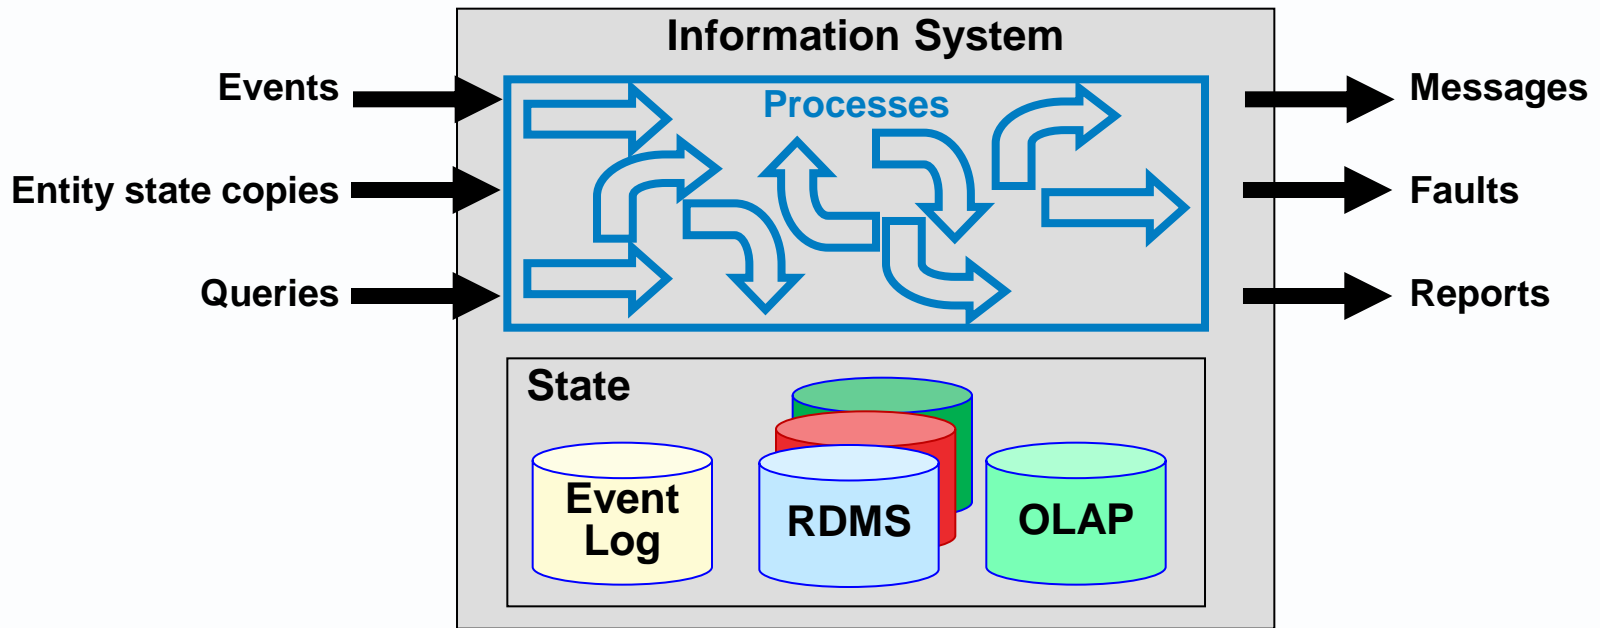 Information System
Events
Entity state copies
Queries
Processes
Messages
Faults
Reports
State
Event
Log
RDMS
OLAP